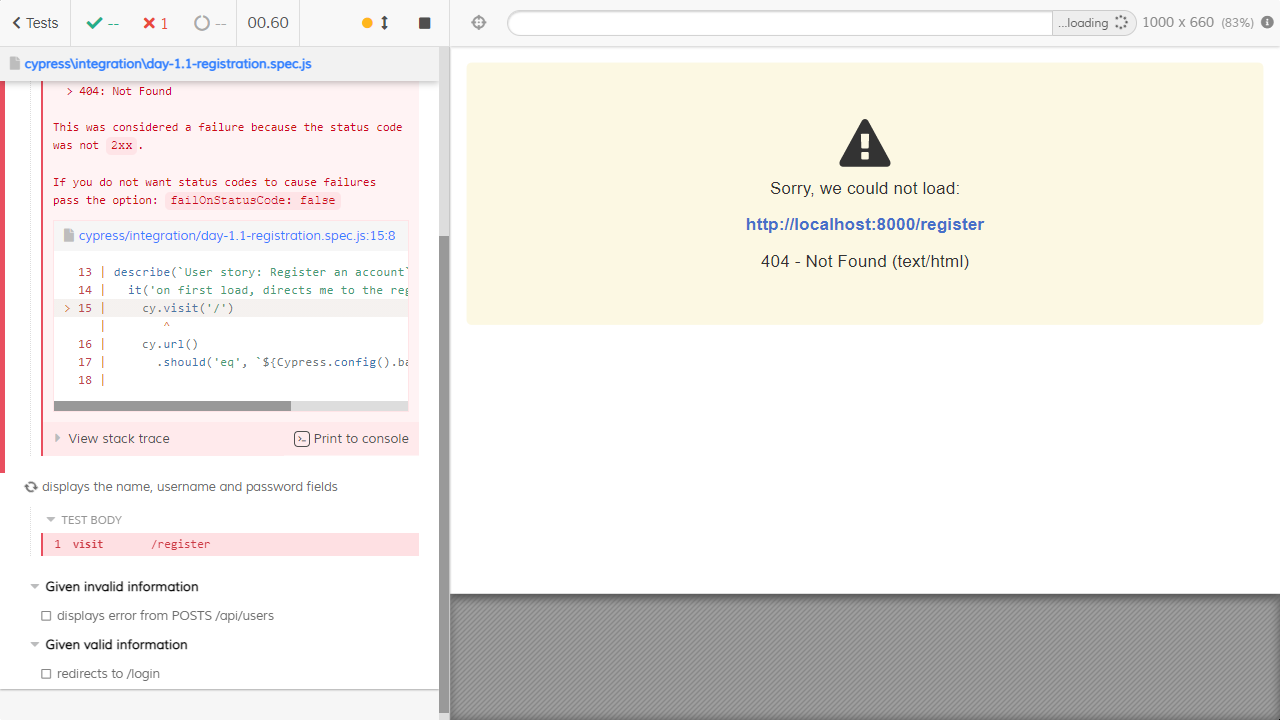 Tests
--
1
--
00.60
...loading
1000 x 660 (83%)
cypress\integration\day-1.1-registration.spec.js
> 404: Not Found
This was considered a failure because the status code
was not 2xx.
If you do not want status codes to cause failures
pass the option: failOnStatusCode: false
cypress/integration/day-1.1-registration.spec.js:15:8
13 | describe(`User story: Register an account`
14 |   it('on first load, directs me to the reg
> 15 |     cy.visit('/')
|        ^
16 |     cy.url()
17 |       .should('eq', `${Cypress.config().ba
18 |
View stack trace
Print to console
displays the name, username and password fields
TEST BODY
1 visit /register
Given invalid information
displays error from POSTS /api/users
Given valid information
redirects to /login
Sorry, we could not load:
http://localhost:8000/register
404 - Not Found (text/html)